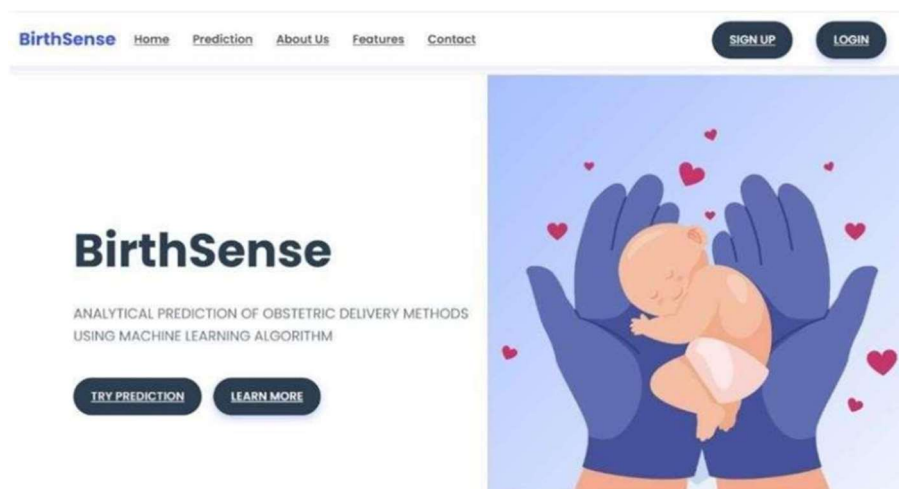 BirthSense Home Prediction About Us Features Contact SIGN UP LOGIN
BirthSense
ANALYTICAL PREDICTION OF OBSTETRIC DELIVERY METHODS
USING MACHINE LEARNING ALGORITHM
TRY PREDICTION LEARN MORE